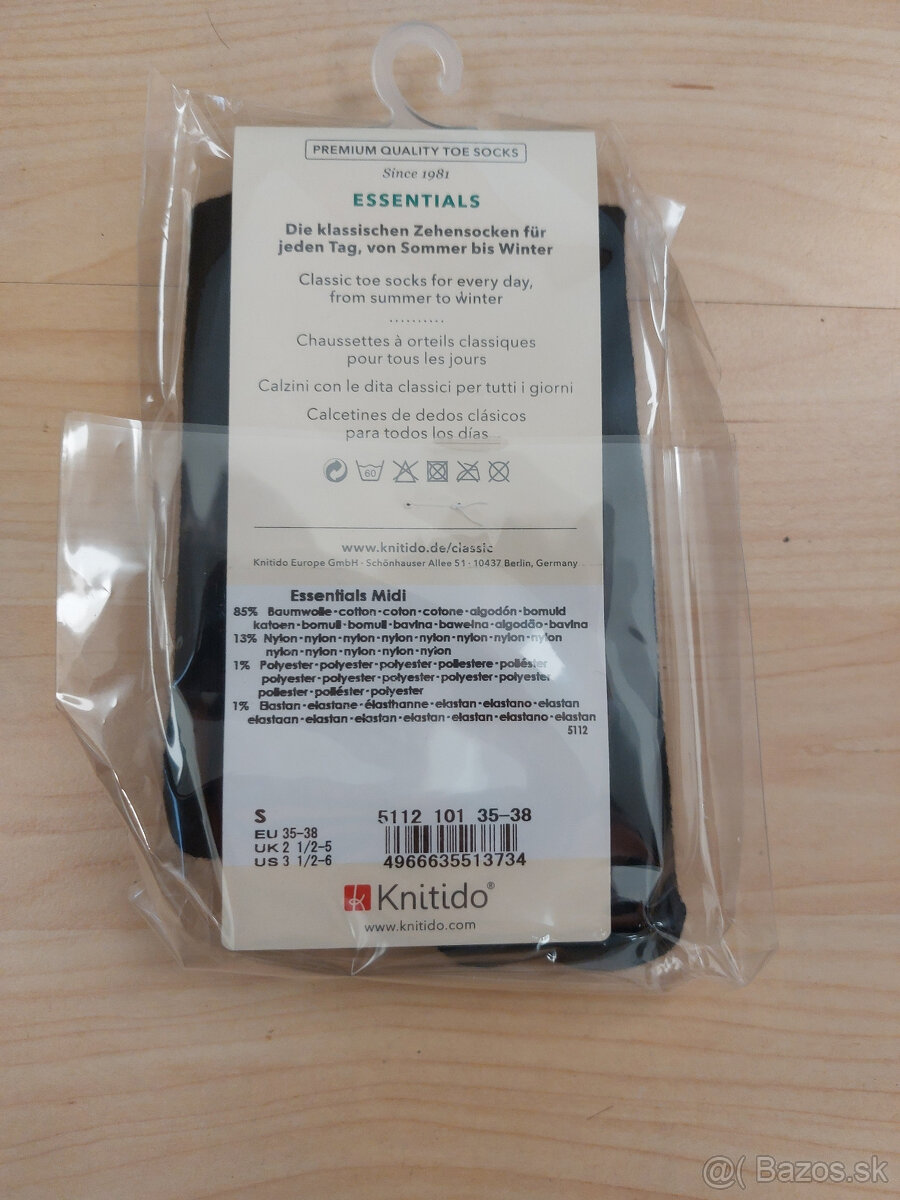 PREMIUM QUALITY TOE SOCKS
Since 1981
ESSENTIALS
Die klassischen Zehensocken für
jeden Tag, von Sommer bis Winter
Classic toe socks for every day,
from summer to winter
..........
Chaussettes à orteils classiques
pour tous les jours
Calzini con le dita classici per tutti i giorni
Calcetines de dedos clásicos
para todos los días
60
www.knitido.de/classic
Knitido Europe GmbH · Schönhauser Allee 51 · 10437 Berlin, Germany
Essentials Midi
85% Baumwolle-cotton-coton-cotone-algodón-bomuld
katoen-bomull-bomull-bavlna-bawełna-algodão-bavlna
13% Nylon-nylon-nylon-nylon-nylon-nylon-nylon-nylon
nylon-nylon-nylon-nylon-nylon
1% Polyester-polyester-polyester-poliestere-poliéster
polyester-polyester-polyester-polyester-polyester
poliester-poliéster-polyester
1% Elastan-elastane-élasthanne-elastan-elastano-elastan
elastaan-elastan-elastan-elastan-elastan-elastano-elastan
5112
S
5112 101 35-38
EU 35-38
UK 2 1/2-5
US 3 1/2-6
4966635513734
Knitido®
www.knitido.com
@( Bazos.sk